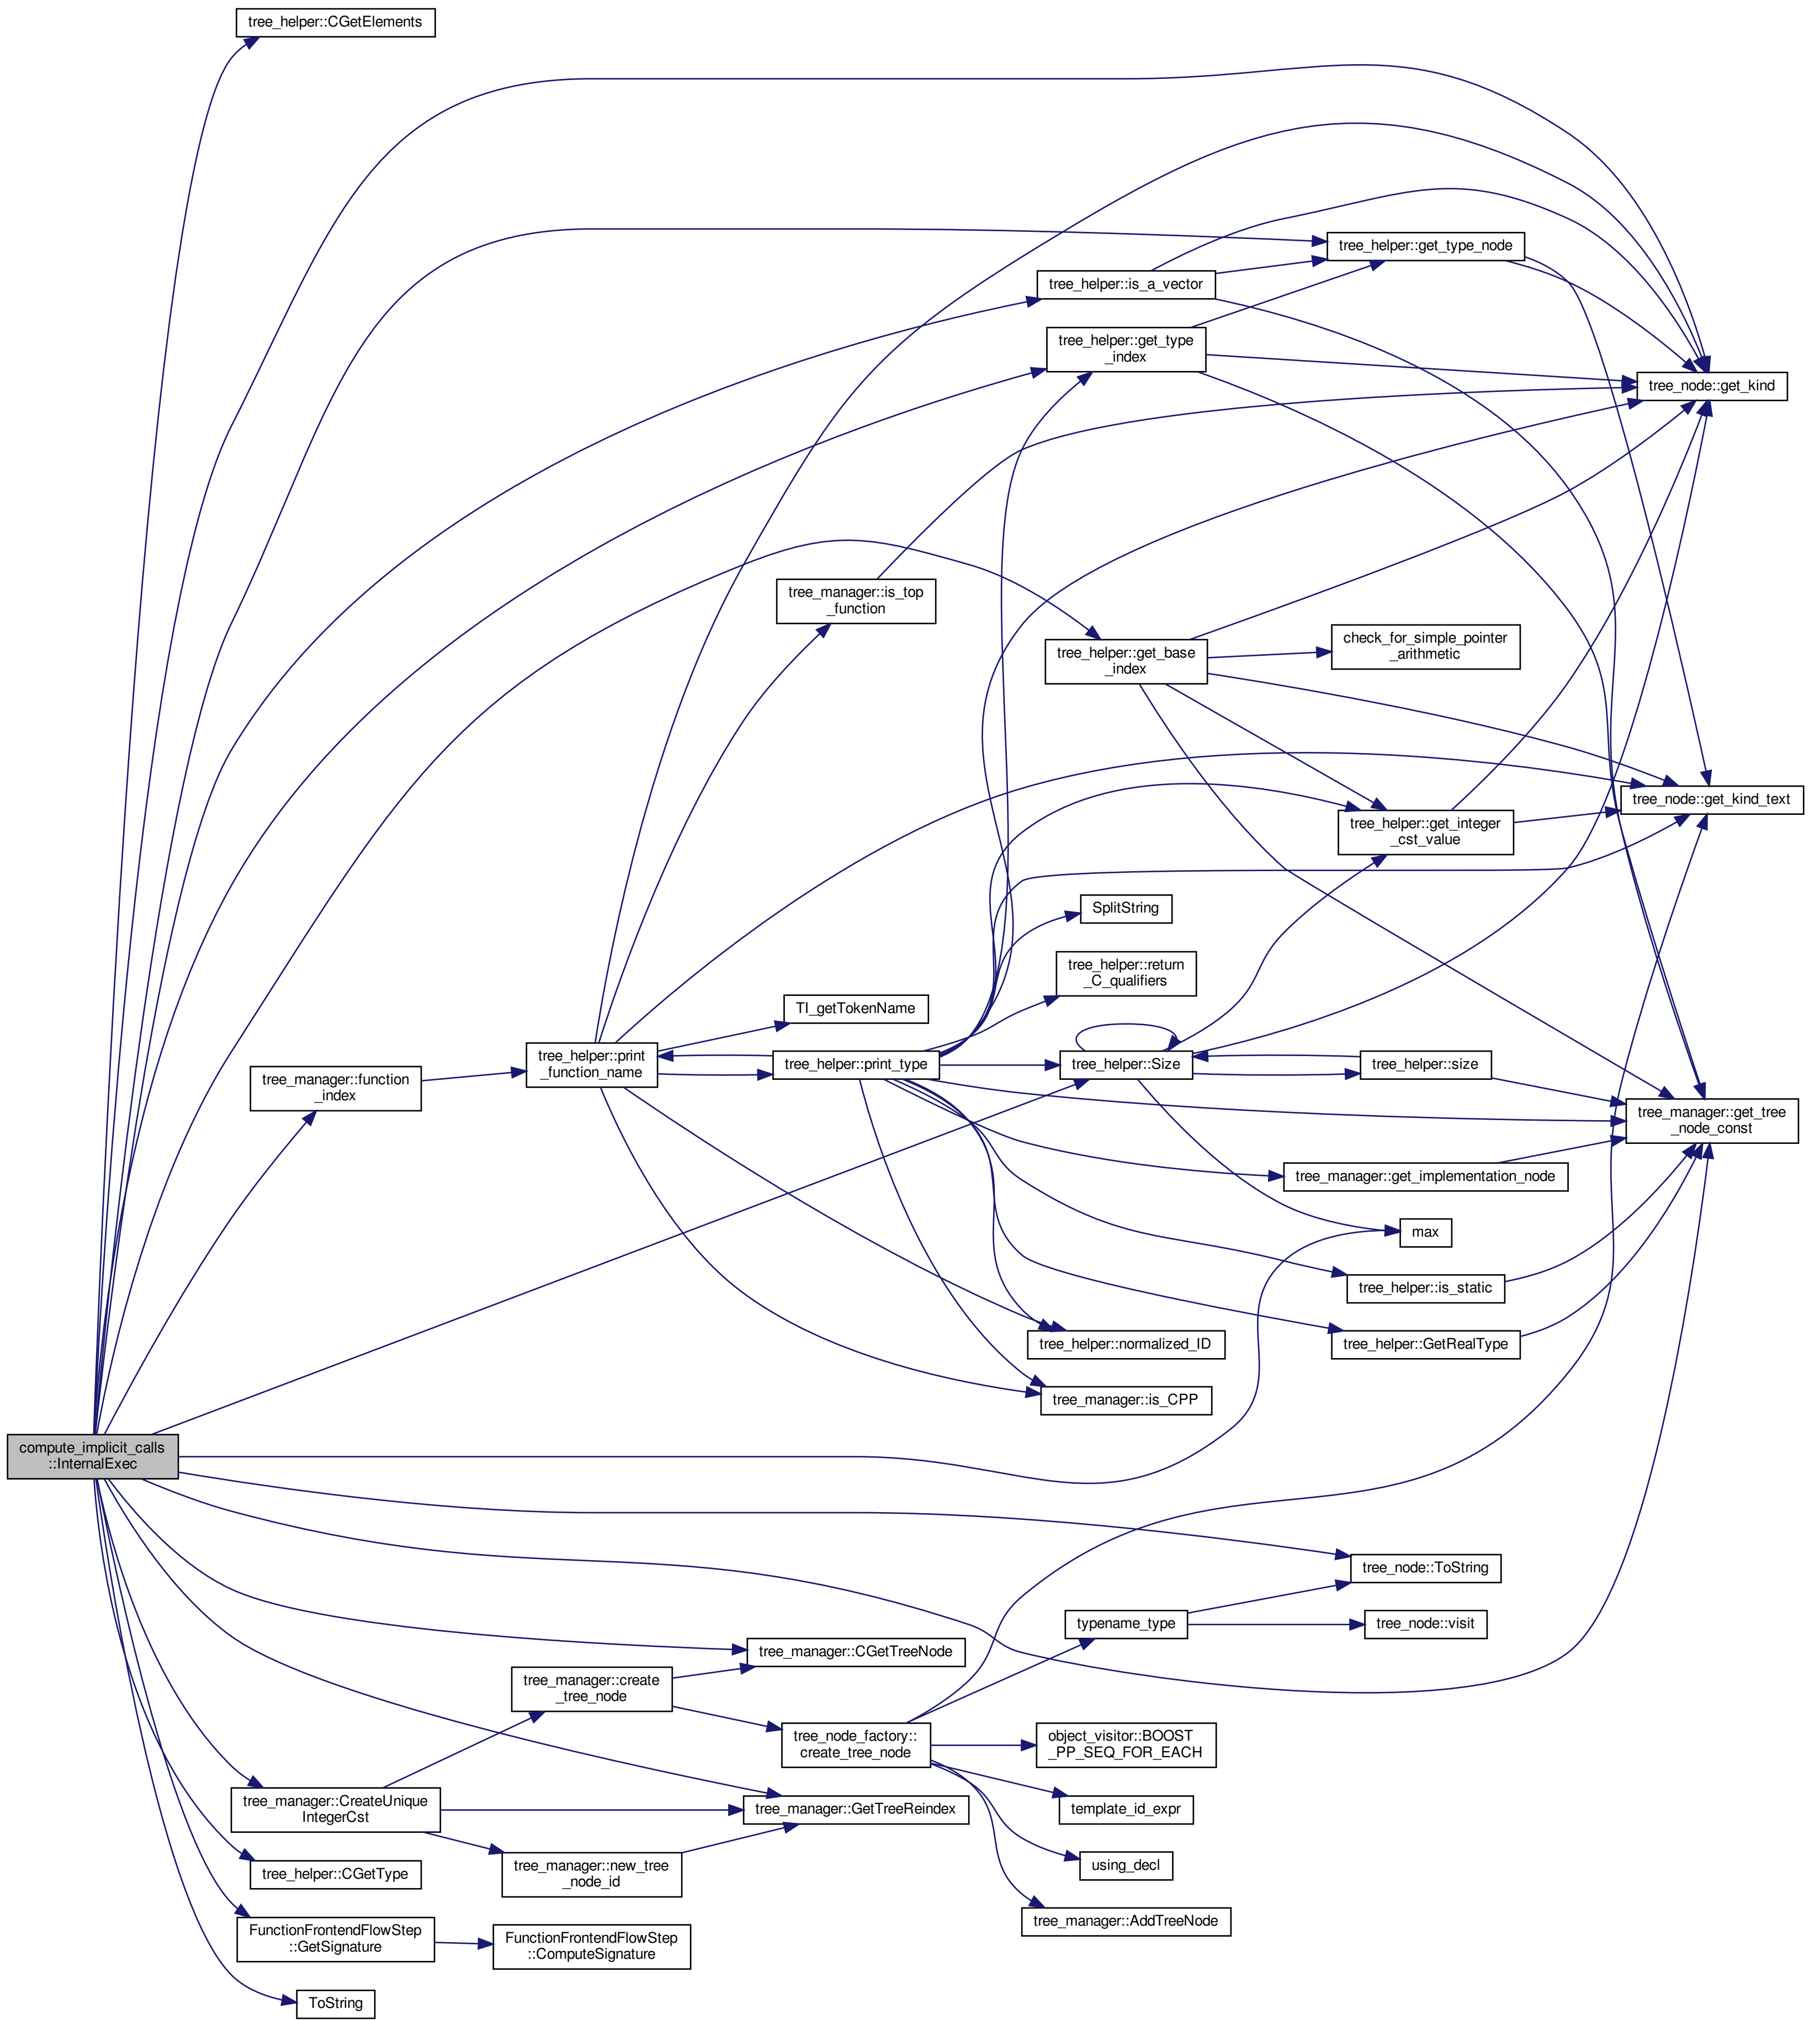 tree_helper::CGetElements
tree_helper::get_type_node
tree_helper::is_a_vector
tree_helper::get_type
_index
tree_node::get_kind
tree_manager::is_top
_function
check_for_simple_pointer
_arithmetic
tree_helper::get_base
_index
tree_node::get_kind_text
tree_helper::get_integer
_cst_value
SplitString
tree_helper::return
_C_qualifiers
TI_getTokenName
tree_helper::print
_function_name
tree_helper::print_type
tree_helper::Size
tree_helper::size
tree_manager::function
_index
tree_manager::get_tree
_node_const
tree_manager::get_implementation_node
max
tree_helper::is_static
tree_helper::normalized_ID
tree_helper::GetRealType
tree_manager::is_CPP
compute_implicit_calls
::InternalExec
tree_node::ToString
typename_type
tree_node::visit
tree_manager::CGetTreeNode
tree_manager::create
_tree_node
tree_node_factory::
create_tree_node
object_visitor::BOOST
_PP_SEQ_FOR_EACH
tree_manager::CreateUnique
IntegerCst
tree_manager::GetTreeReindex
template_id_expr
tree_helper::CGetType
tree_manager::new_tree
_node_id
using_decl
tree_manager::AddTreeNode
FunctionFrontendFlowStep
::GetSignature
FunctionFrontendFlowStep
::ComputeSignature
ToString